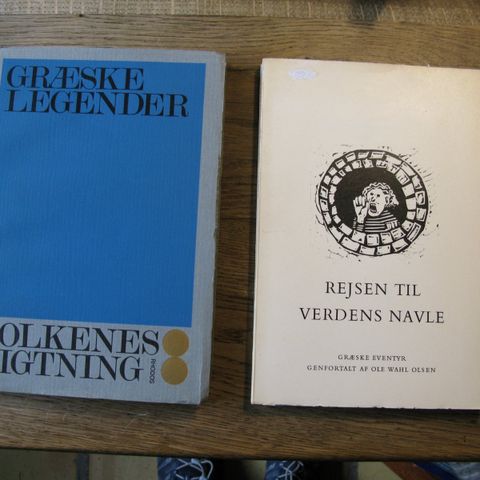 GRÆSKE
LEGENDER
OLKENES
IGTNING
RHODOS
REJSEN TIL
VERDENS NAVLE
GRÆSKE EVENTYR
GENFORTALT AF OLE WAHL OLSEN